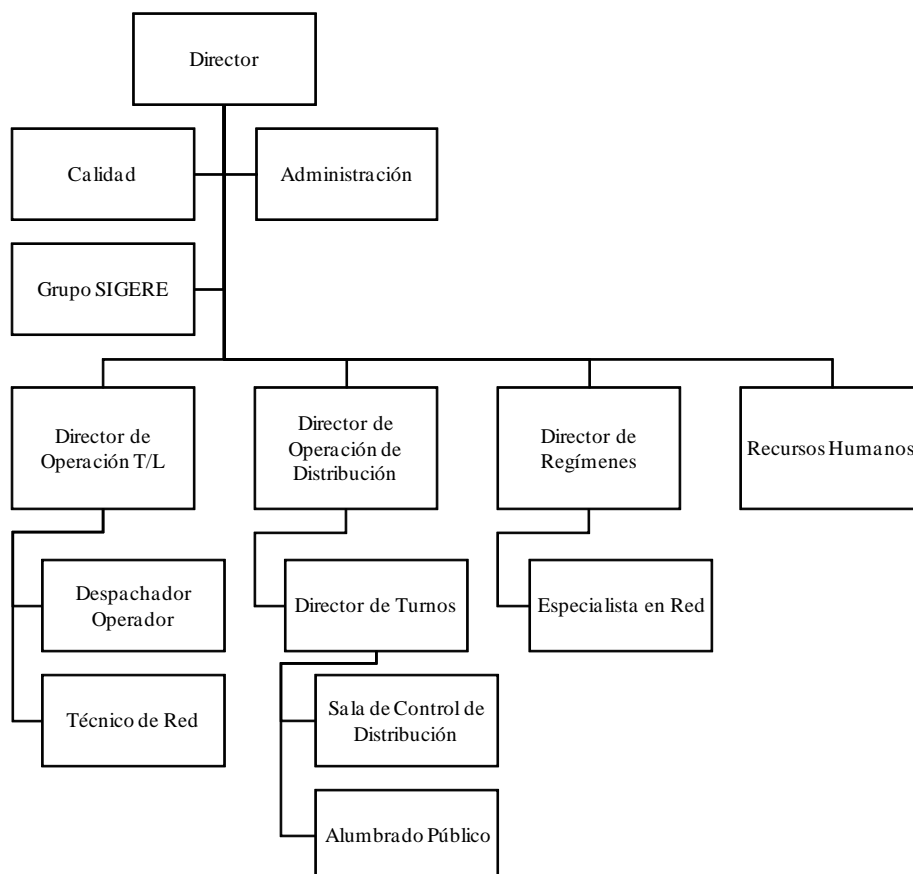 Director
Calidad
Administración
Grupo SIGERE
Director de
Operación T/L
Director de
Operación de
Distribución
Director de
Regímenes
Recursos Humanos
Despachador
Operador
Director de Turnos
Especialista en Red
Técnico de Red
Sala de Control de
Distribución
Alumbrado Público